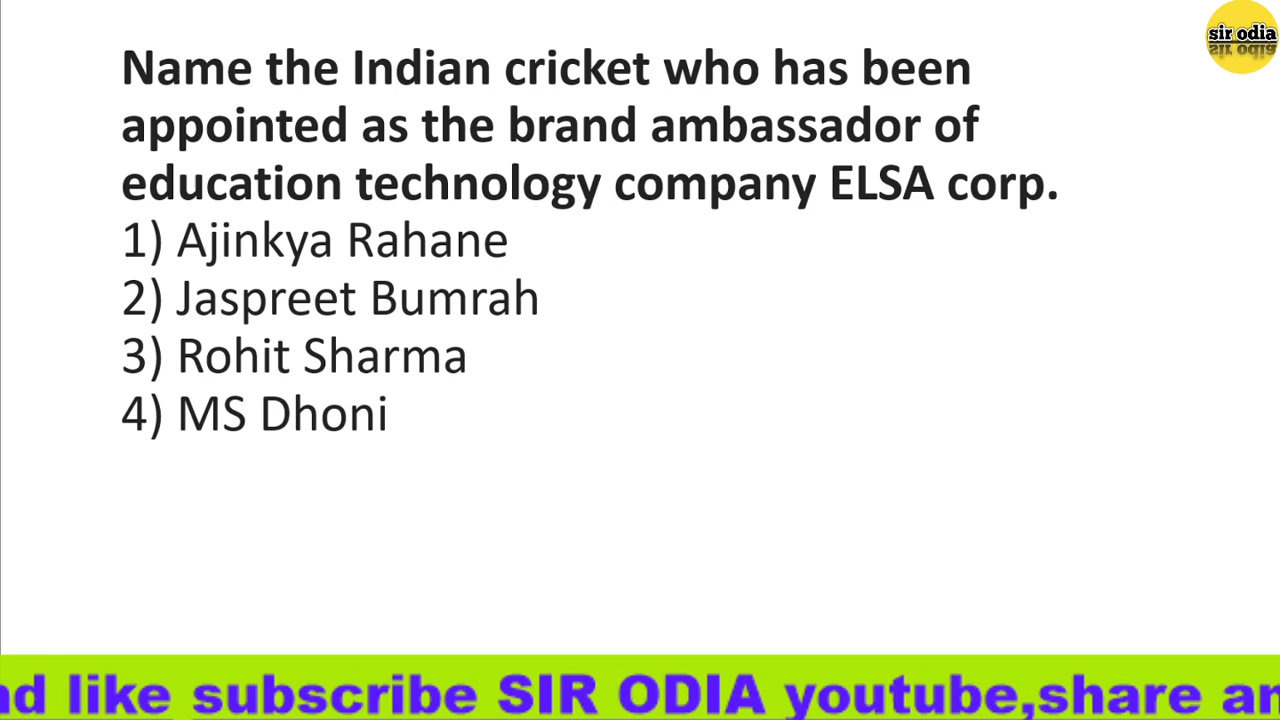 sir odia
Name the Indian cricket who has been
appointed as the brand ambassador of
education technology company ELSA corp.
1) Ajinkya Rahane
2) Jaspreet Bumrah
3) Rohit Sharma
4) MS Dhoni
nd like subscribe SIR ODIA youtube,share an